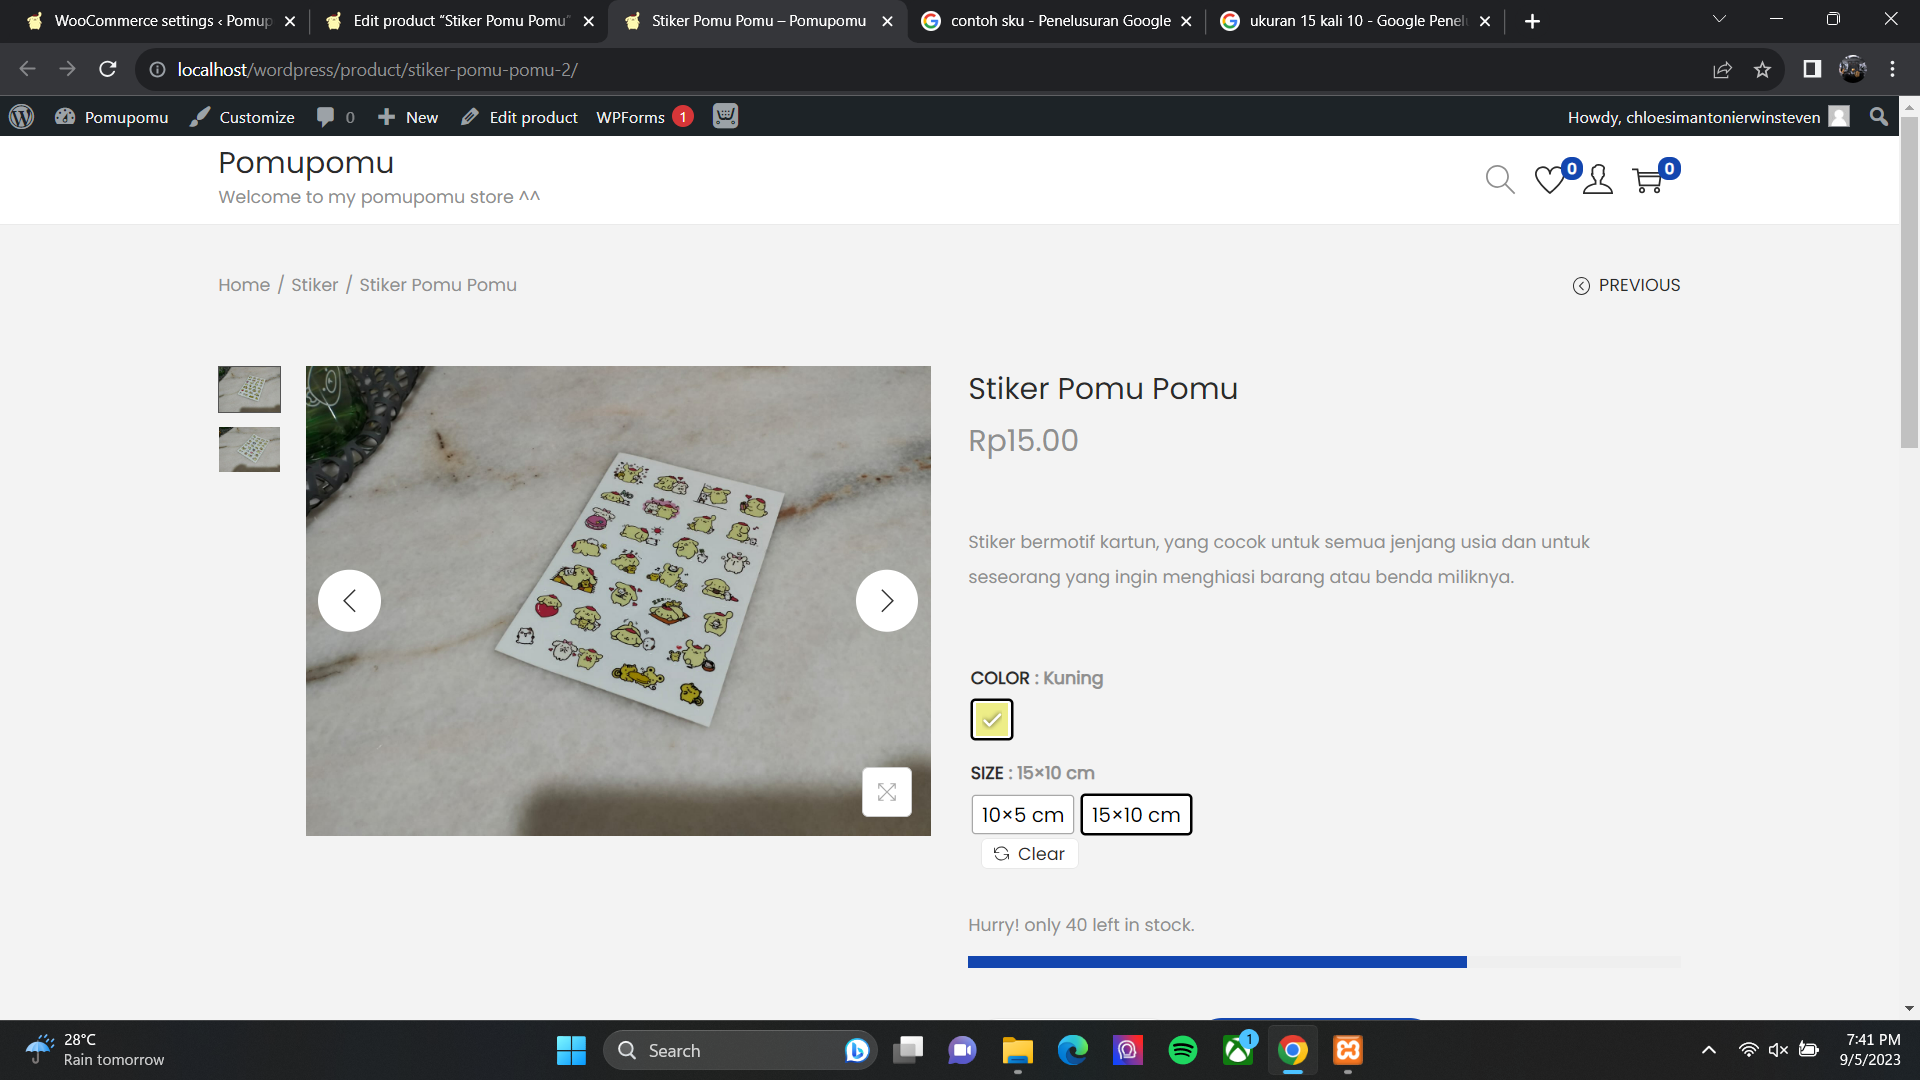 WooCommerce settings ‹ Pomup
Edit product “Stiker Pomu Pomu”
Stiker Pomu Pomu – Pomupomu
contoh sku - Penelusuran Google
ukuran 15 kali 10 - Google Penel
localhost/wordpress/product/stiker-pomu-pomu-2/
Pomupomu
Customize
0
New
Edit product
WPForms 1
Howdy, chloesimantonierwinsteven
Pomupomu
Welcome to my pomupomu store ^^
0
0
Home / Stiker / Stiker Pomu Pomu
PREVIOUS
Stiker Pomu Pomu
Rp15.00
Stiker bermotif kartun, yang cocok untuk semua jenjang usia dan untuk
seseorang yang ingin menghiasi barang atau benda miliknya.
COLOR : Kuning
SIZE : 15×10 cm
10×5 cm
15×10 cm
Clear
Hurry! only 40 left in stock.
28°C
Rain tomorrow
Search
1
7:41 PM
9/5/2023